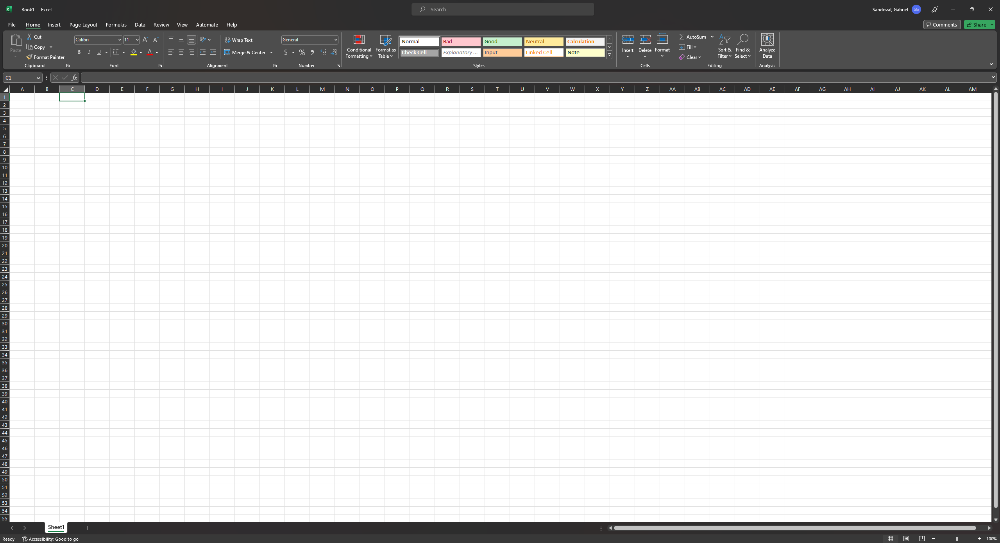 Book1 - Excel
Search
Sandoval, Gabriel SG
File Home Insert Page Layout Formulas Data Review View Automate Help
Comments Share
Paste
Cut
Copy
Format Painter
Clipboard
Calibri 11
B I U
Font
Wrap Text
Merge & Center
Alignment
General
$ % ,
Number
Conditional Formatting
Format as Table
Normal Bad Good Neutral Calculation
Check Cell Explanatory ... Input Linked Cell Note
Styles
Insert Delete Format
Cells
AutoSum
Fill
Clear
Sort & Filter
Find & Select
Editing
Analyze Data
Analysis
C1
fx
A B C D E F G H I J K L M N O P Q R S T U V W X Y Z AA AB AC AD AE AF AG AH AI AJ AK AL AM
1
2
3
4
5
6
7
8
9
10
11
12
13
14
15
16
17
18
19
20
21
22
23
24
25
26
27
28
29
30
31
32
33
34
35
36
37
38
39
40
41
42
43
44
45
46
47
48
49
50
51
52
53
54
55
Sheet1
Ready Accessibility: Good to go
100%